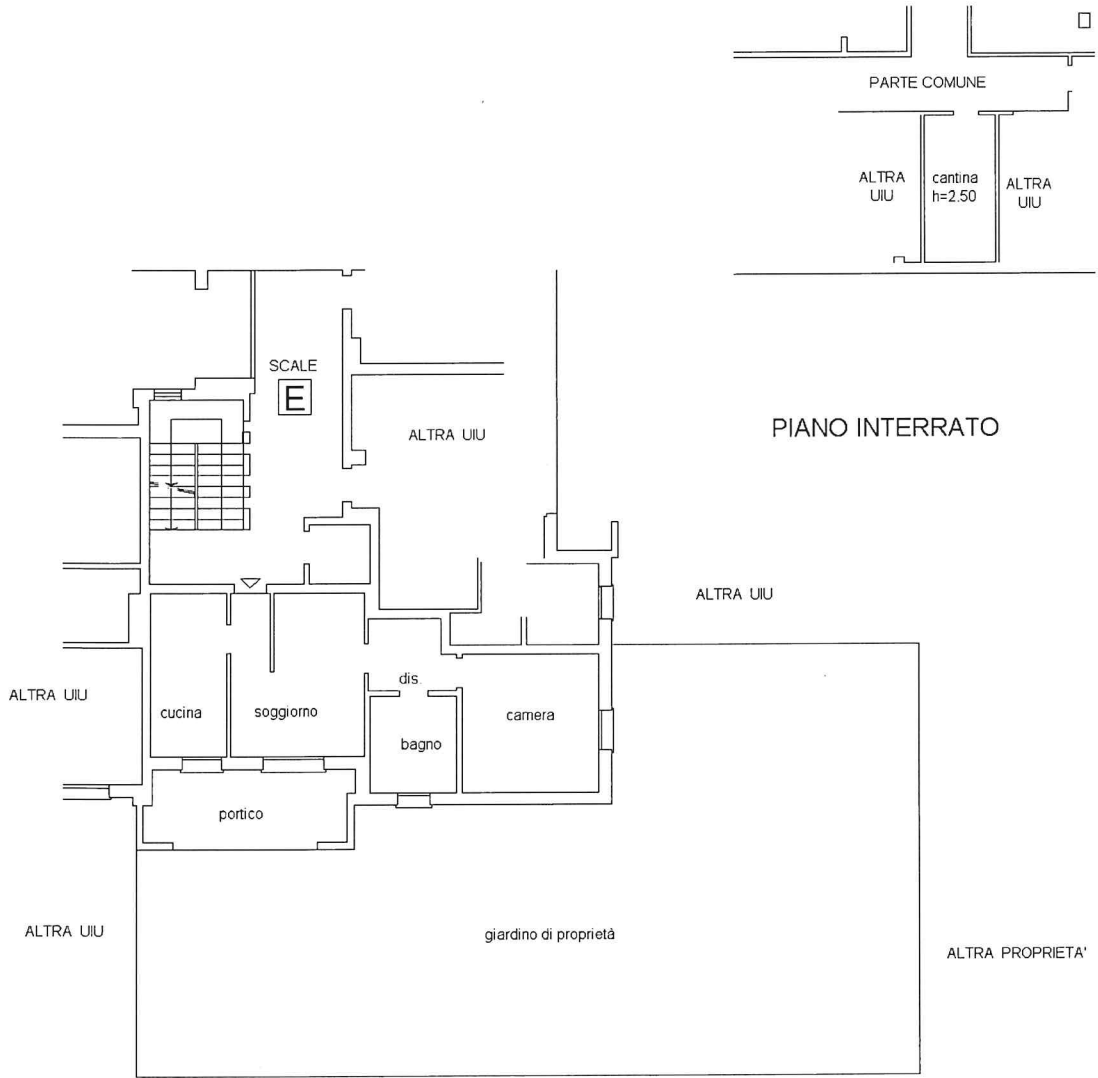 PARTE COMUNE
ALTRA
UIU
cantina
h=2.50
ALTRA
UIU
SCALE
E
ALTRA UIU
PIANO INTERRATO
ALTRA UIU
ALTRA UIU
cucina
soggiorno
dis.
bagno
camera
portico
ALTRA UIU
giardino di proprietà
ALTRA PROPRIETA'